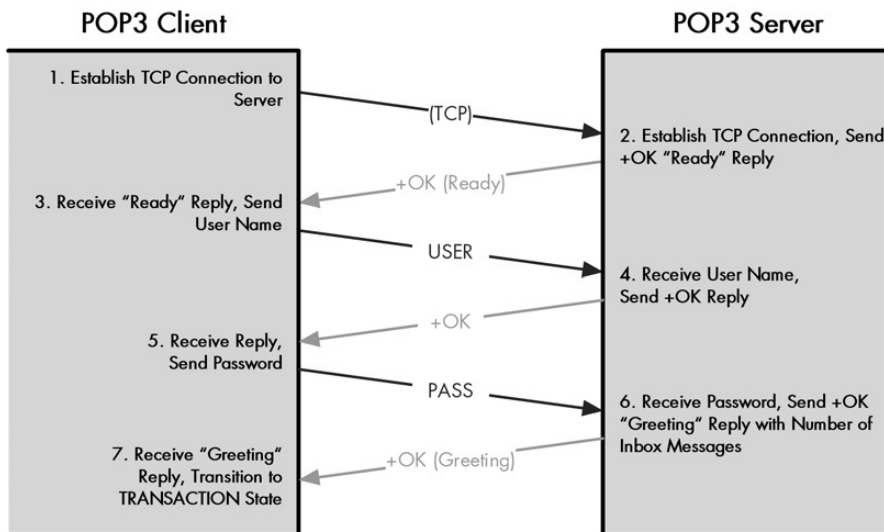 POP3 Client
POP3 Server
1. Establish TCP Connection to
Server
(TCP)
2. Establish TCP Connection, Send
+OK “Ready” Reply
+OK (Ready)
3. Receive “Ready” Reply, Send
User Name
USER
4. Receive User Name,
Send +OK Reply
+OK
5. Receive Reply,
Send Password
PASS
6. Receive Password, Send +OK
“Greeting” Reply with Number of
Inbox Messages
+OK (Greeting)
7. Receive “Greeting”
Reply, Transition to
TRANSACTION State